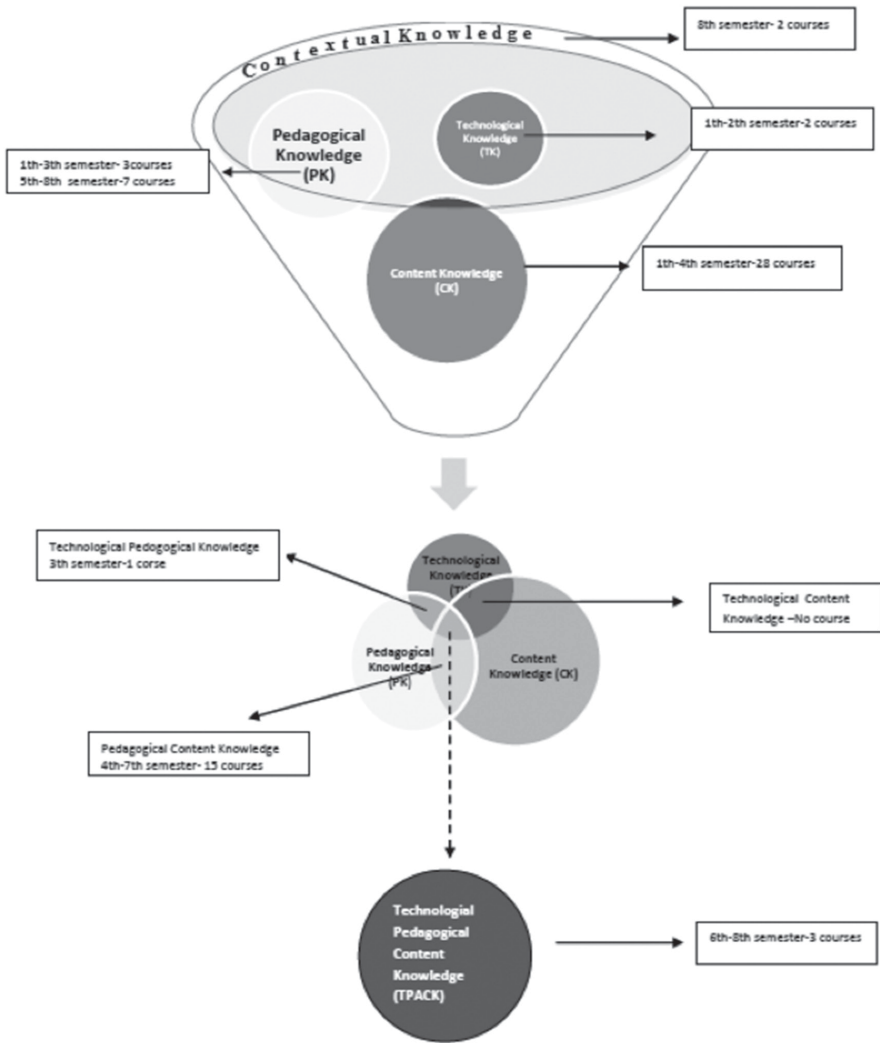 Contextual Knowledge
8th semester- 2 courses
Pedagogical
Knowledge
(PK)
Technological
Knowledge
(TK)
1th-2th semester-2 courses
1th-3th semester- 3courses
5th-8th semester-7 courses
Content Knowledge
(CK)
1th-4th semester-28 courses
Technological Pedogogical Knowledge
3th semester-1 corse
Technological
Knowledge
(TK)
Technological Content
Knowledge –No course
Pedagogical
Knowledge
(PK)
Content
Knowledge (CK)
Pedagogical Content Knowledge
4th-7th semester- 15 courses
Technologial
Pedagogical
Content
Knowledge
(TPACK)
6th-8th semester-3 courses